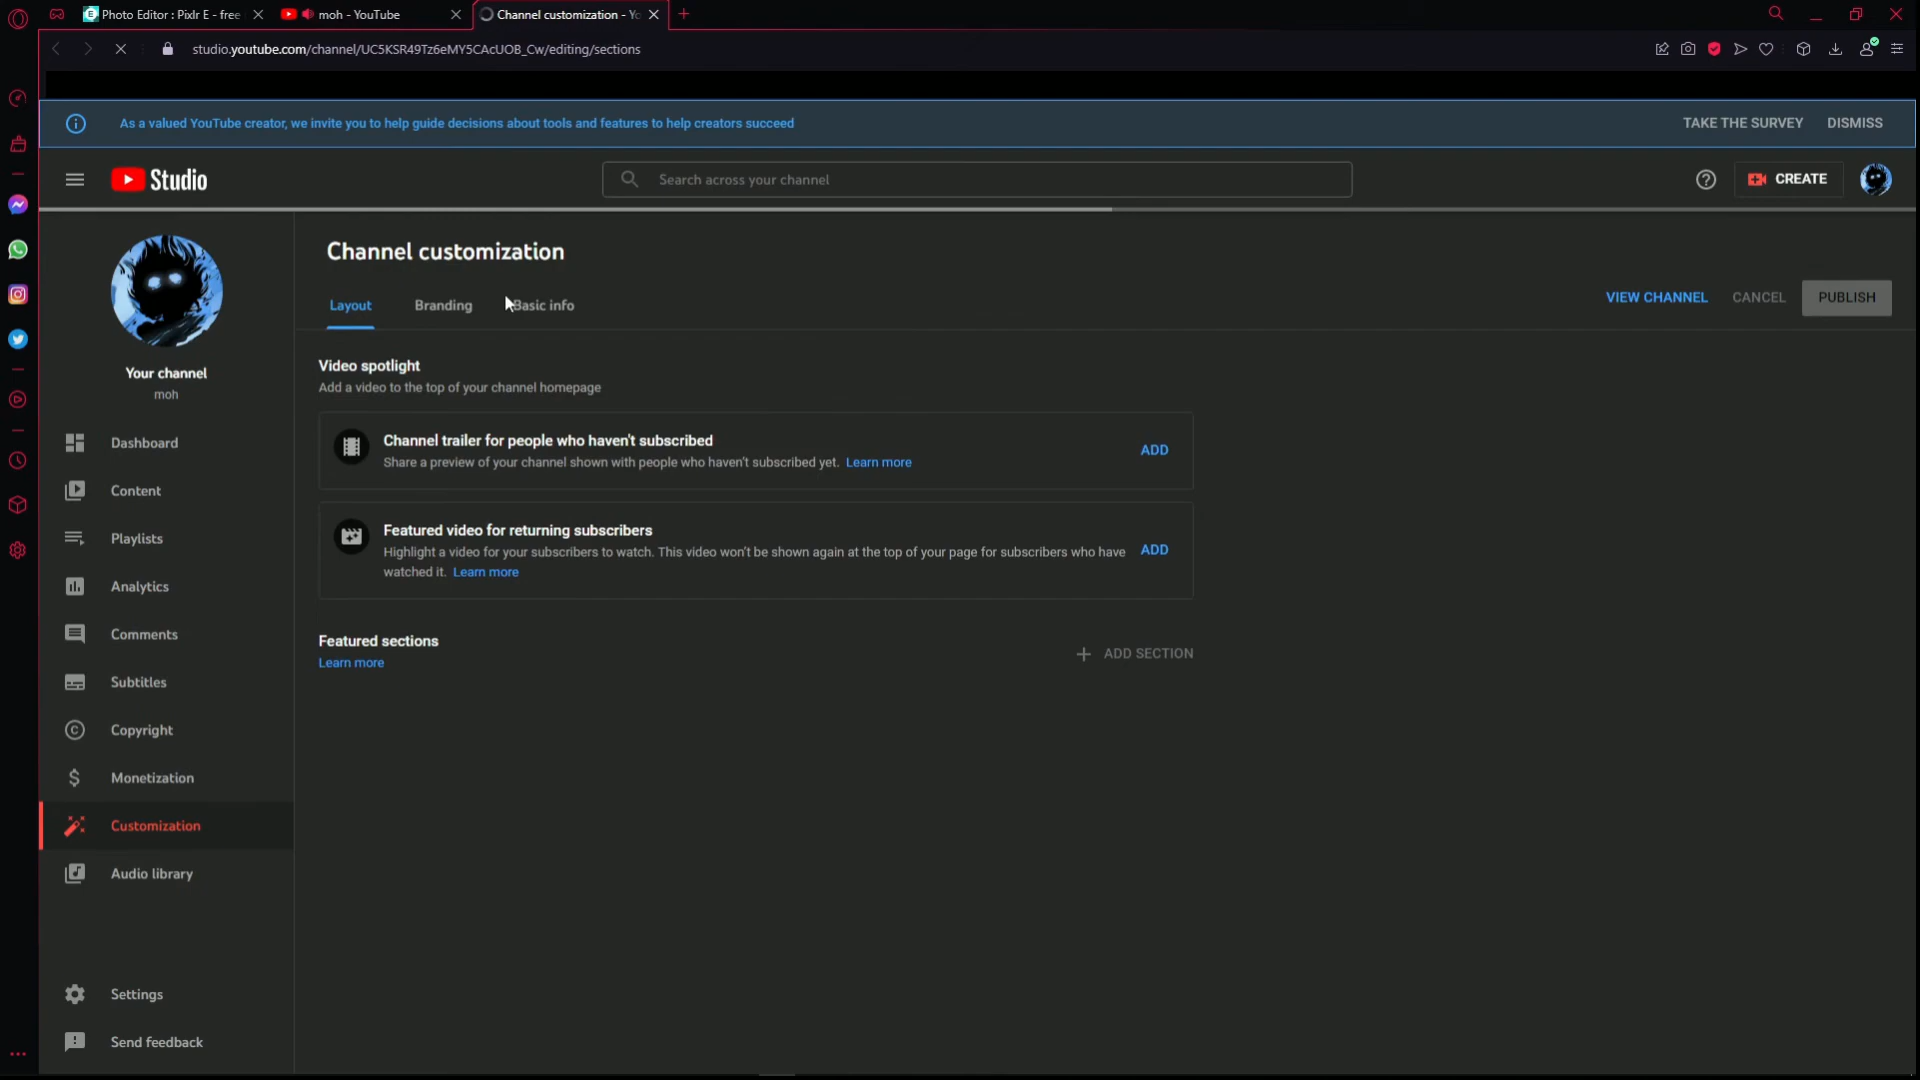 Photo Editor : Pixlr E - free
moh - YouTube
Channel customization - Yo
studio.youtube.com/channel/UC5KSR49Tz6eMY5CAcUOB_Cw/editing/sections
As a valued YouTube creator, we invite you to help guide decisions about tools and features to help creators succeed
TAKE THE SURVEY
DISMISS
Studio
Search across your channel
CREATE
Channel customization
Layout
Branding
Basic info
VIEW CHANNEL
CANCEL
PUBLISH
Your channel
moh
Dashboard
Content
Playlists
Analytics
Comments
Subtitles
Copyright
Monetization
Customization
Audio library
Settings
Send feedback
Video spotlight
Add a video to the top of your channel homepage
Channel trailer for people who haven't subscribed
Share a preview of your channel shown with people who haven't subscribed yet. Learn more
ADD
Featured video for returning subscribers
Highlight a video for your subscribers to watch. This video won't be shown again at the top of your page for subscribers who have
watched it. Learn more
ADD
Featured sections
Learn more
ADD SECTION